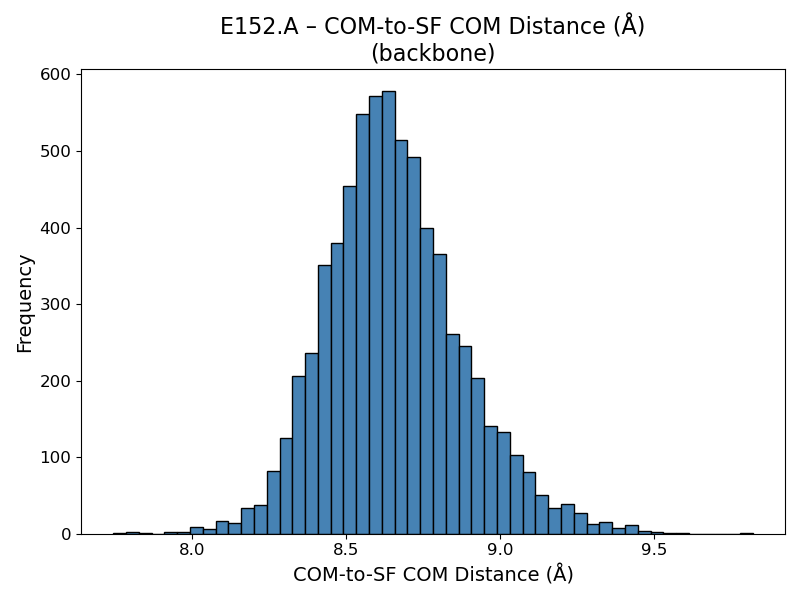 E152.A – COM-to-SF COM Distance (Å)
(backbone)
600
500
400
300
200
100
0
Frequency
8.0 8.5 9.0 9.5
COM-to-SF COM Distance (Å)